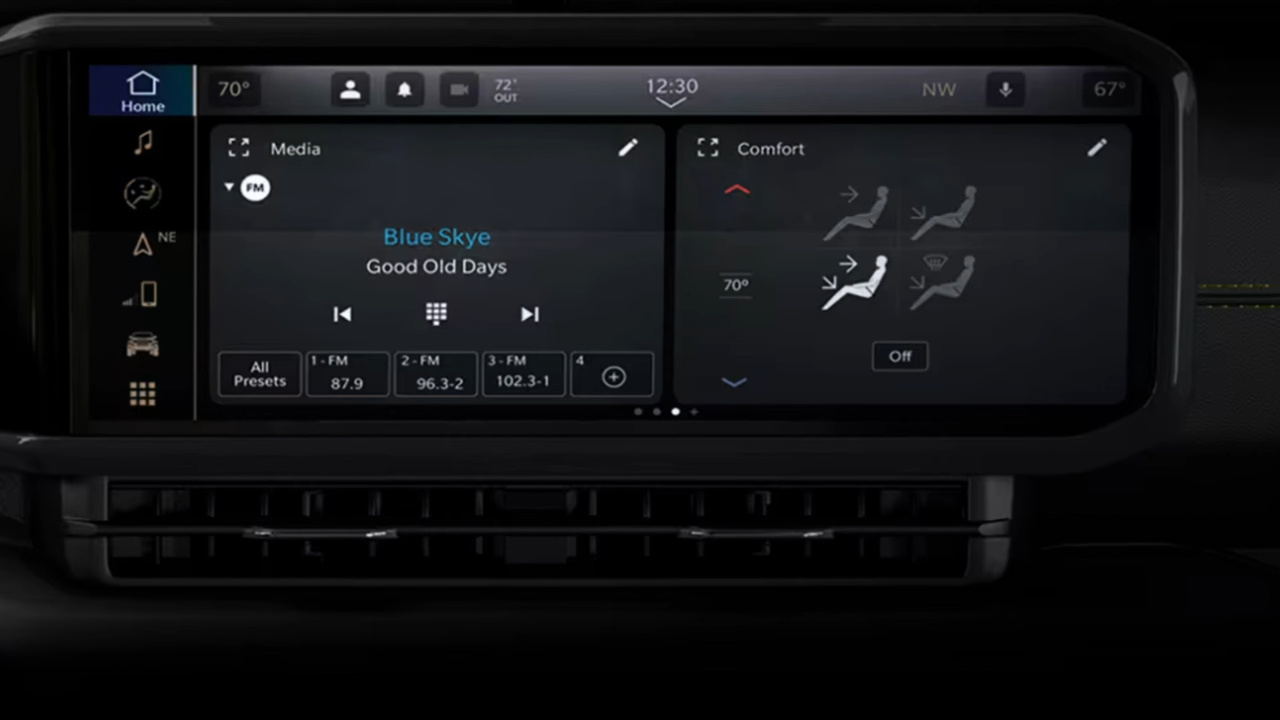 Home
70°
72°
OUT
12:30
NW
67°
NE
Media
FM
Blue Skye
Good Old Days
All
Presets
1 - FM
87.9
2 - FM
96.3-2
3 - FM
102.3-1
4
Comfort
70°
Off